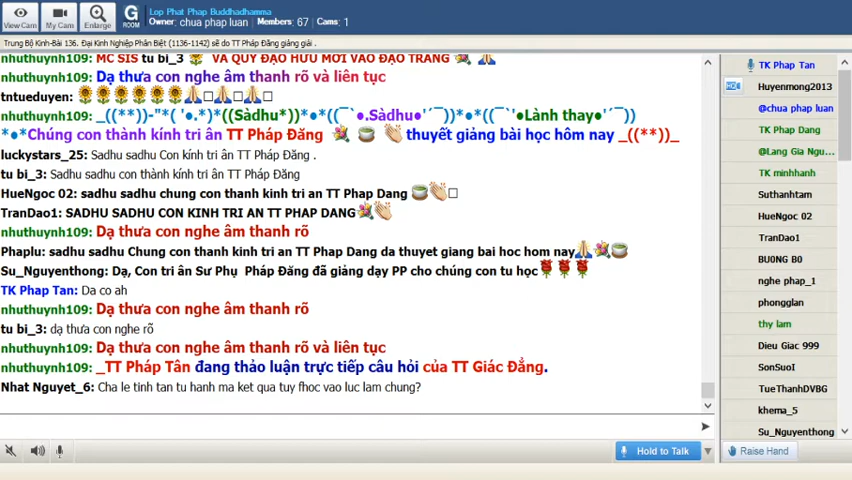 View Cam
My Cam
Enlarge
G
ROOM
Lop Phat Phap Buddhadhamma
Owner: chua phap luan Members: 67 Cams: 1
Trung Bộ Kinh-Bài 136. Đại Kinh Nghiệp Phân Biệt (1136-1142) sẽ do TT Pháp Đăng giảng giải .
nhuthuynh109: MC SIS tu bi_3 🌻 VÀ QUÝ ĐẠO HỮU MỚI VÀO ĐẠO TRÀNG 💐 🙏
nhuthuynh109: Dạ thưa con nghe âm thanh rõ và liên tục
tntueduyen: 🌻🌻🌻🌻🌻🌻🙏□🙏□🙏□
nhuthuynh109: _((**))-"*( '•.*)*((Sàdhu*))*•*((¯`•.Sàdhu•'´¯))*•*((¯`'•Lành thay•'´¯))
*•*Chúng con thành kính tri ân TT Pháp Đăng 💐 🍵 👏 thuyết giảng bài học hôm nay _((**))_
luckystars_25: Sadhu sadhu Con kính tri ân TT Pháp Đăng .
tu bi_3: Sadhu sadhu con thành kính tri ân TT Pháp Đăng
HueNgoc 02: sadhu sadhu chung con thanh kinh tri an TT Phap Dang 🍵👏□
TranDao1: SADHU SADHU CON KINH TRI AN TT PHAP DANG💐👏
nhuthuynh109: Dạ thưa con nghe âm thanh rõ
Phaplu: sadhu sadhu Chung con thanh kinh tri an TT Phap Dang da thuyet giang bai hoc hom nay🙏💐🍵
Su_Nguyenthong: Dạ, Con tri ân Sư Phụ Pháp Đăng đã giảng dạy PP cho chúng con tu học🌹🌹🌹
TK Phap Tan: Da co ah
nhuthuynh109: Dạ thưa con nghe âm thanh rõ
tu bi_3: dạ thưa con nghe rõ
nhuthuynh109: Dạ thưa con nghe âm thanh rõ và liên tục
nhuthuynh109: _TT Pháp Tân đang thảo luận trực tiếp câu hỏi của TT Giác Đẳng.
Nhat Nguyet_6: Cha le tinh tan tu hanh ma ket qua tuy fhoc vao luc lam chung?
Hold to Talk
TK Phap Tan
Huyenmong2013
@chua phap luan
TK Phap Dang
@Lang Gia Ngu...
TK minhhanh
Suthanhtam
HueNgoc 02
TranDao1
BU0NG B0
nghe phap_1
phongglan
thy lam
Dieu Giac 999
SonSuoI
TueThanhDVBG
khema_5
Su_Nguyenthong
Raise Hand